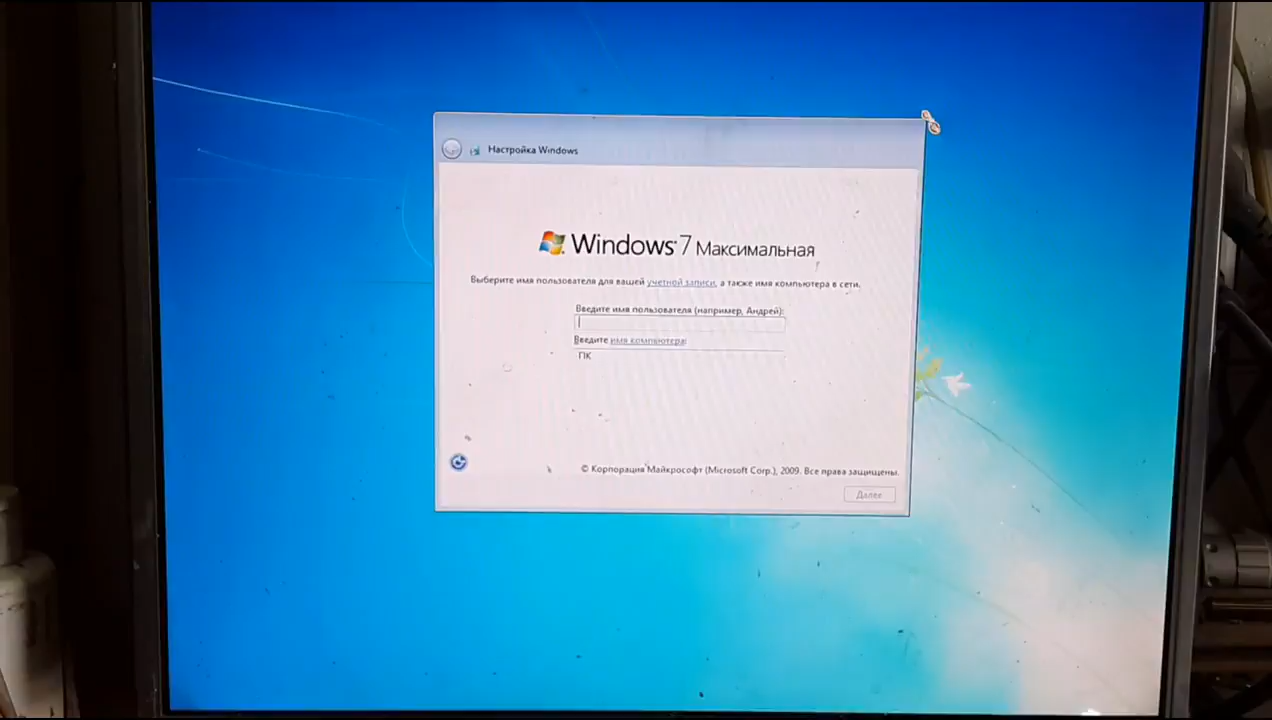 Настройка Windows
Windows 7 Максимальная
Выберите имя пользователя для вашей учетной записи, а также имя компьютера в сети.
Введите имя пользователя (например, Андрей):
Введите имя компьютера:
ПК
© Корпорация Майкрософт (Microsoft Corp.), 2009. Все права защищены.
Далее